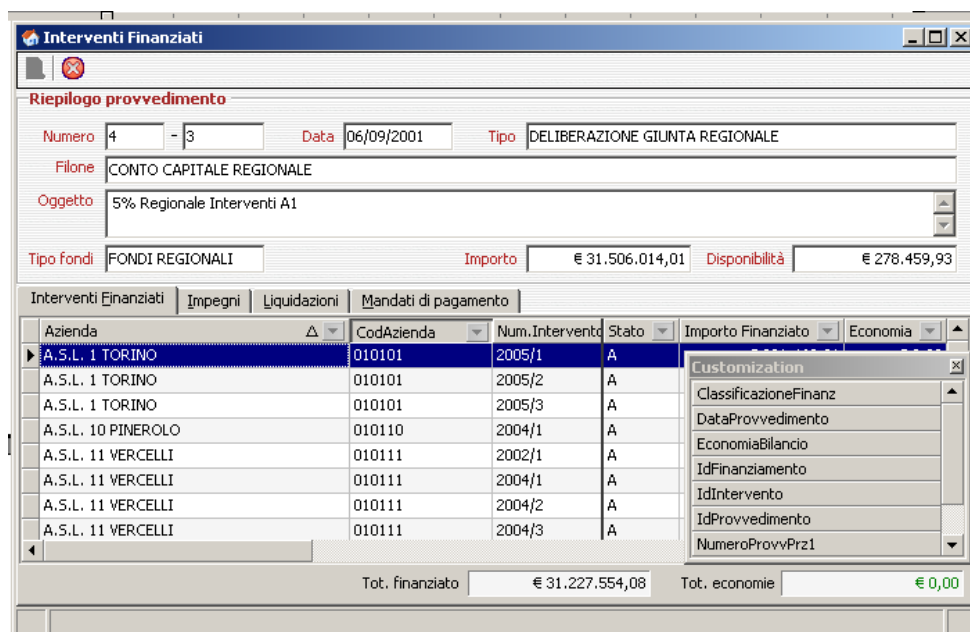 Interventi Finanziati
Riepilogo provvedimento
Numero 4 - 3 Data 06/09/2001 Tipo DELIBERAZIONE GIUNTA REGIONALE
Filone CONTO CAPITALE REGIONALE
Oggetto 5% Regionale Interventi A1
Tipo fondi FONDI REGIONALI Importo € 31.506.014,01 Disponibilità € 278.459,93
Interventi Finanziati Impegni Liquidazioni Mandati di pagamento
Azienda CodAzienda Num.Intervento Stato Importo Finanziato Economia
A.S.L. 1 TORINO 010101 2005/1 A
Customization
A.S.L. 1 TORINO 010101 2005/2 A
ClassificazioneFinanz
A.S.L. 1 TORINO 010101 2005/3 A
DataProvvedimento
A.S.L. 10 PINEROLO 010110 2004/1 A
EconomiaBilancio
A.S.L. 11 VERCELLI 010111 2002/1 A
IdFinanziamento
A.S.L. 11 VERCELLI 010111 2004/1 A
IdIntervento
A.S.L. 11 VERCELLI 010111 2004/2 A
IdProvvedimento
A.S.L. 11 VERCELLI 010111 2004/3 A
NumeroProvvPrz1
Tot. finanziato € 31.227.554,08 Tot. economie € 0,00